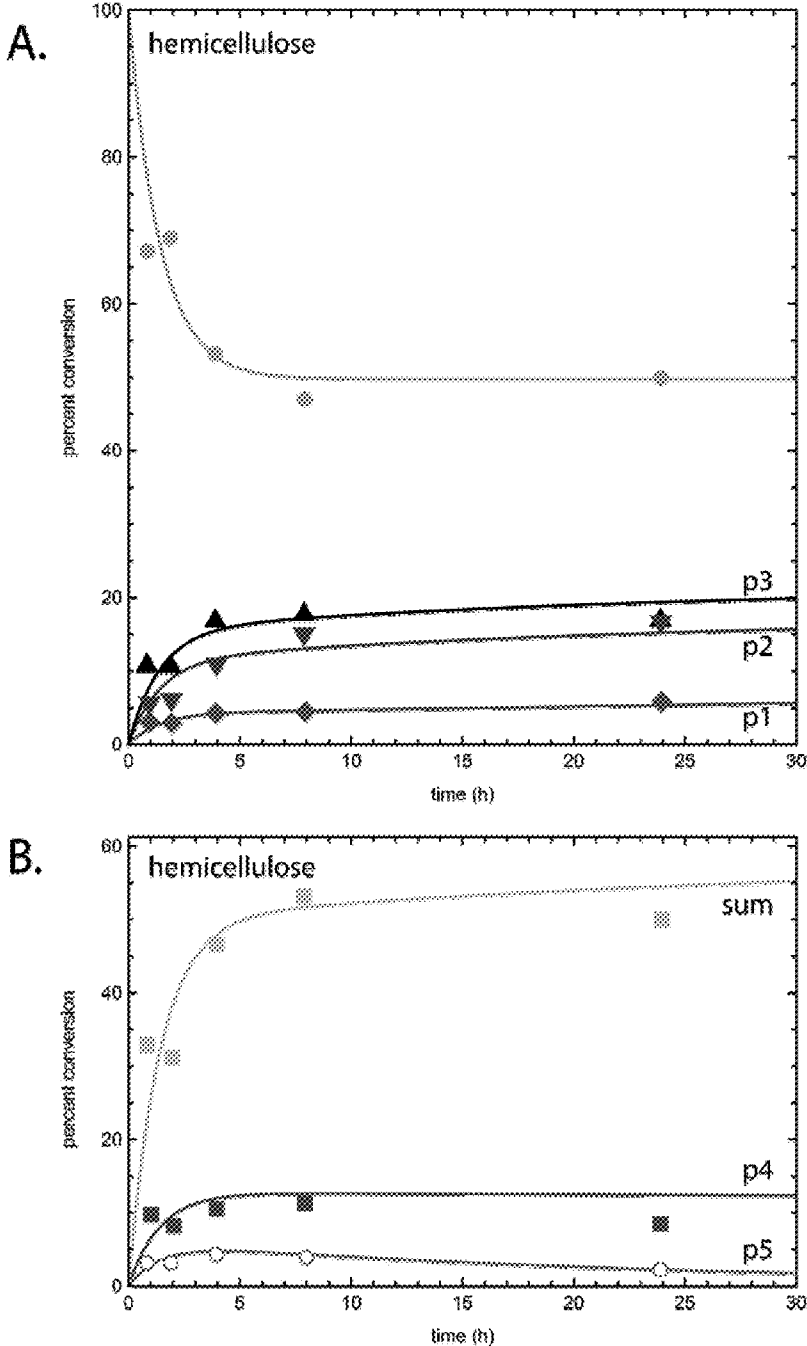 A.
hemicellulose
100
80
60
40
20
0
percent conversion
p3
p2
p1
0 5 10 15 20 25 30
time (h)
B.
hemicellulose
60
40
20
0
percent conversion
sum
p4
p5
0 5 10 15 20 25 30
time (h)